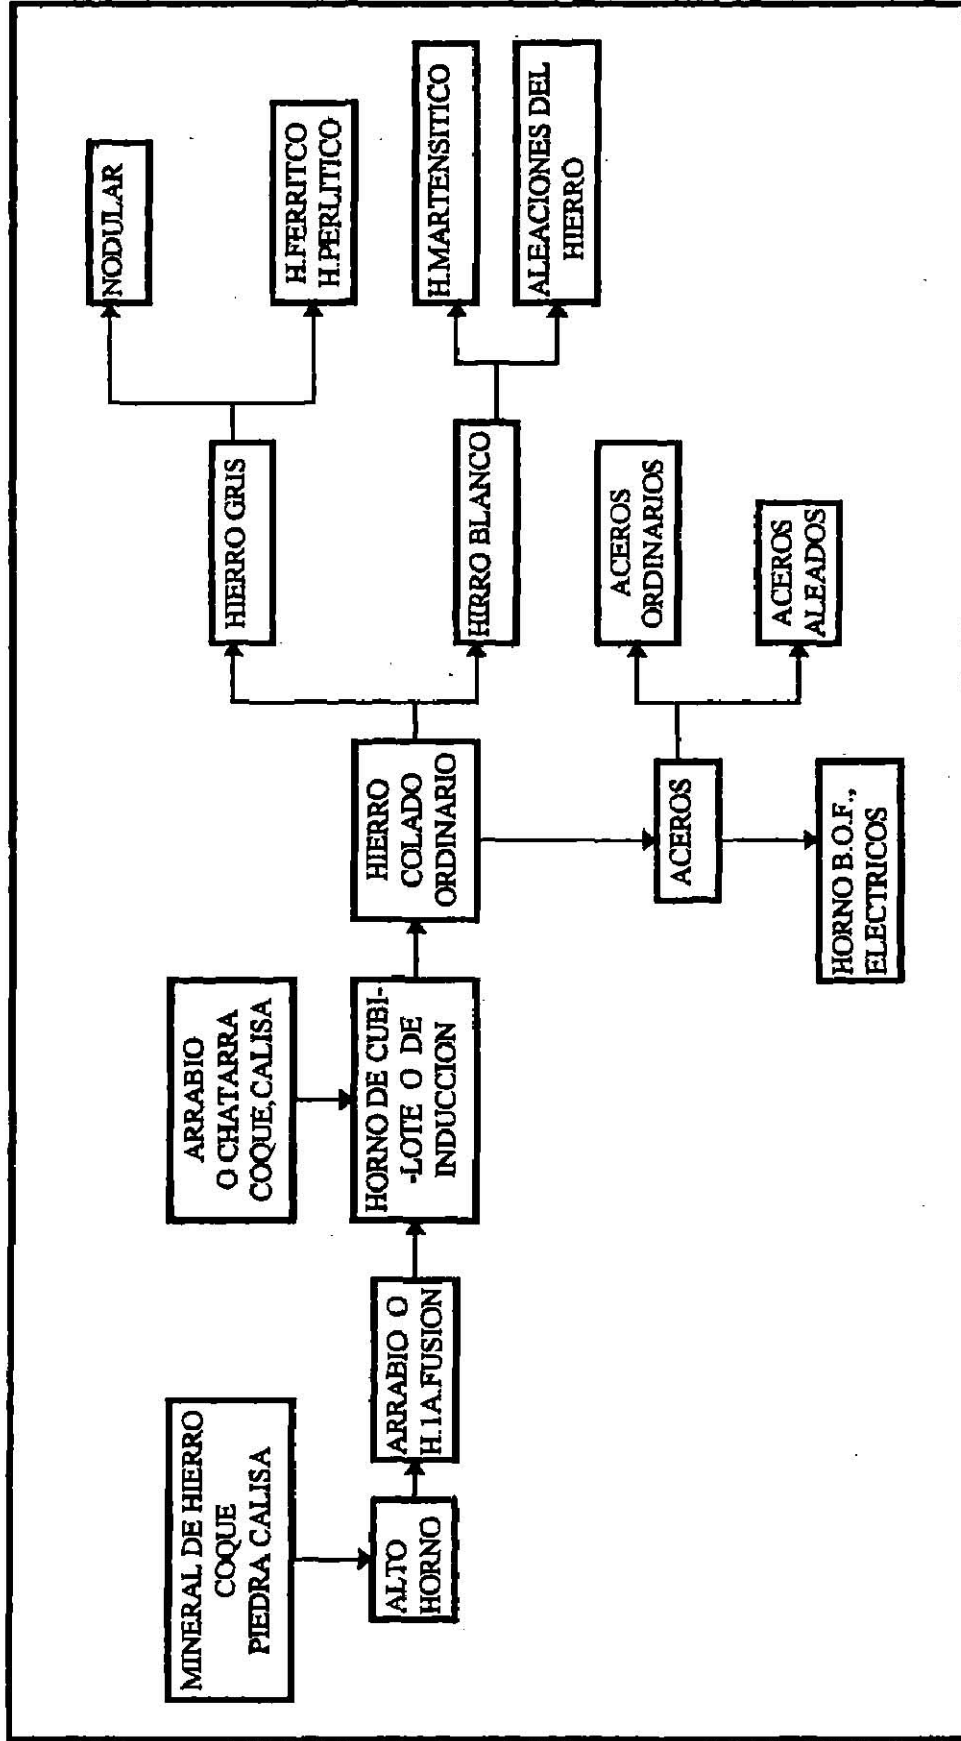 MINERAL DE HIERRO
COQUE
PIEDRA CALISA
ALTO
HORNO
ARRABIO O
H.1A.FUSION
ARRABIO
O CHATARRA
COQUE,CALISA
HORNO DE CUBI-
-LOTE O DE
INDUCCION
HIERRO
COLADO
ORDINARIO
HIERRO GRIS
NODULAR
H.FERRITCO
H.PERLITICO
HIRRO BLANCO
H.MARTENSITICO
ALEACIONES DEL
HIERRO
ACEROS
ACEROS
ORDINARIOS
ACEROS
ALEADOS
HORNO B.O.F.,
ELECTRICOS